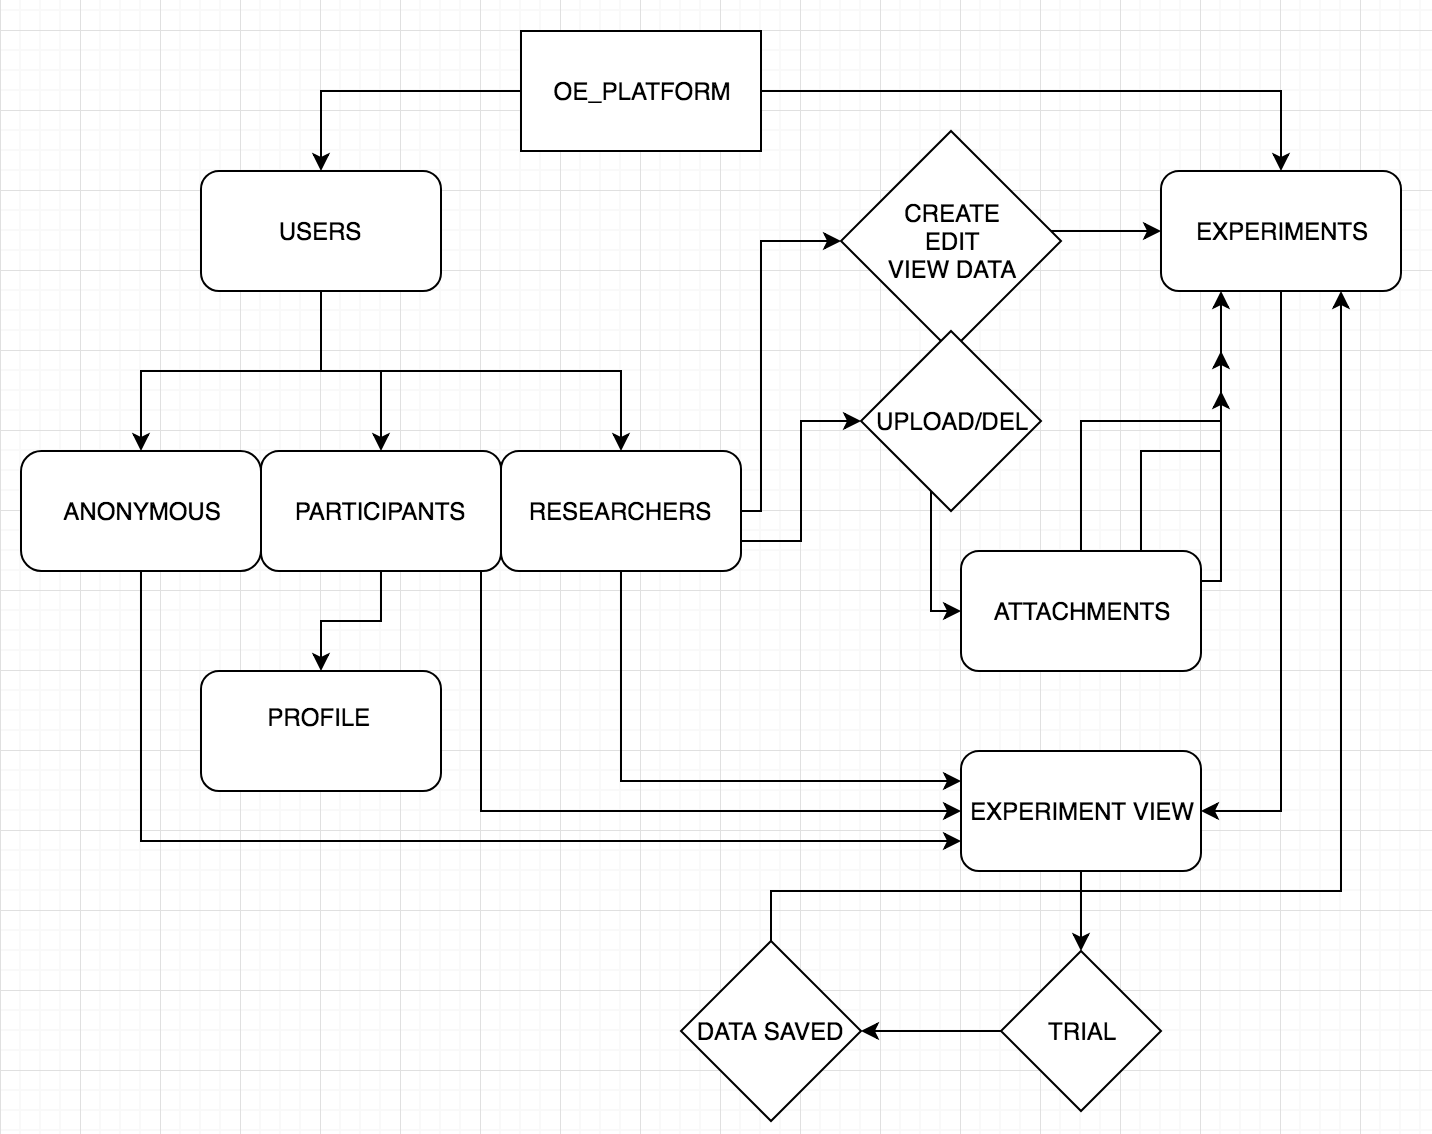 OE_PLATFORM
USERS
CREATE
EDIT
VIEW DATA
EXPERIMENTS
UPLOAD/DEL
ANONYMOUS
PARTICIPANTS
RESEARCHERS
ATTACHMENTS
PROFILE
EXPERIMENT VIEW
DATA SAVED
TRIAL